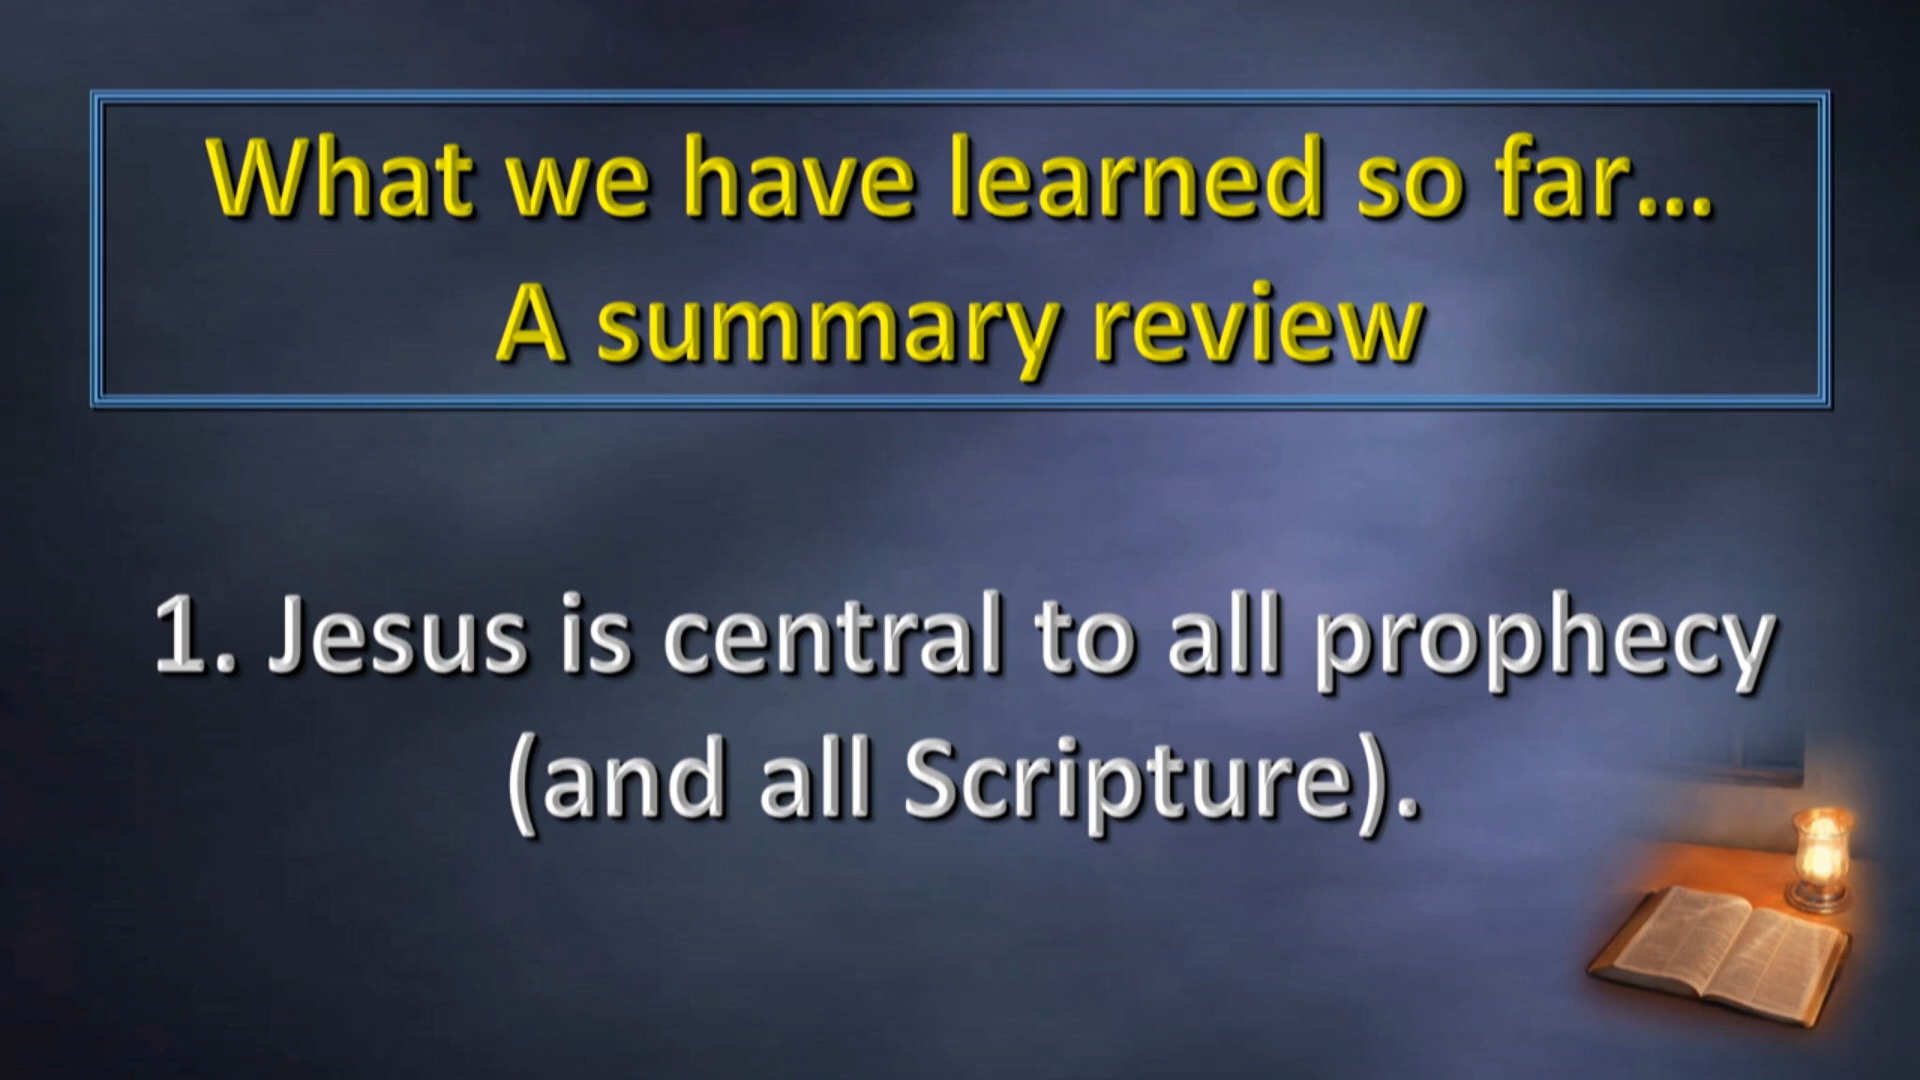 What we have learned so far...
A summary review
1. Jesus is central to all prophecy
(and all Scripture).